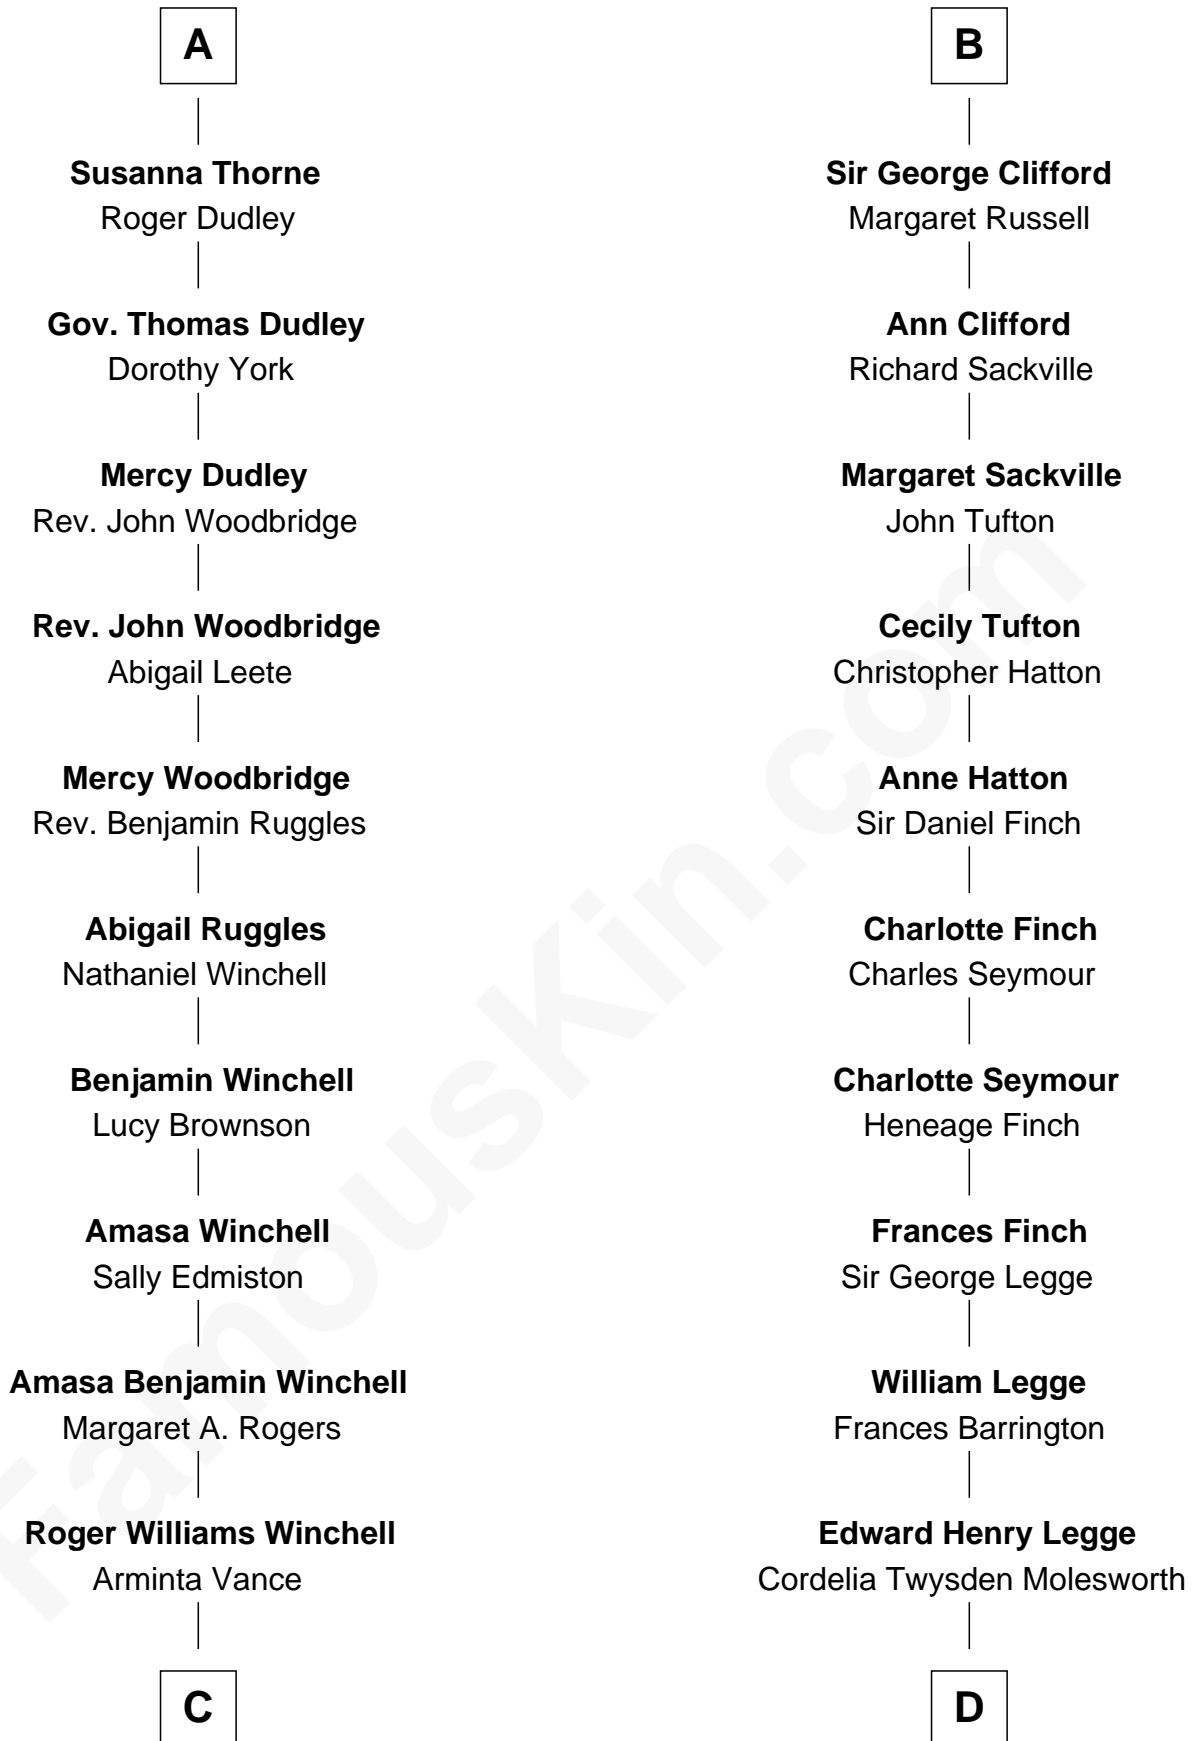 A
Susanna Thorne
Roger Dudley
Gov. Thomas Dudley
Dorothy York
Mercy Dudley
Rev. John Woodbridge
Rev. John Woodbridge
Abigail Leete
Mercy Woodbridge
Rev. Benjamin Ruggles
Abigail Ruggles
Nathaniel Winchell
Benjamin Winchell
Lucy Brownson
Amasa Winchell
Sally Edmiston
Amasa Benjamin Winchell
Margaret A. Rogers
Roger Williams Winchell
Arminta Vance
C
B
Sir George Clifford
Margaret Russell
Ann Clifford
Richard Sackville
Margaret Sackville
John Tufton
Cecily Tufton
Christopher Hatton
Anne Hatton
Sir Daniel Finch
Charlotte Finch
Charles Seymour
Charlotte Seymour
Heneage Finch
Frances Finch
Sir George Legge
William Legge
Frances Barrington
Edward Henry Legge
Cordelia Twysden Molesworth
D
FamousKin.com